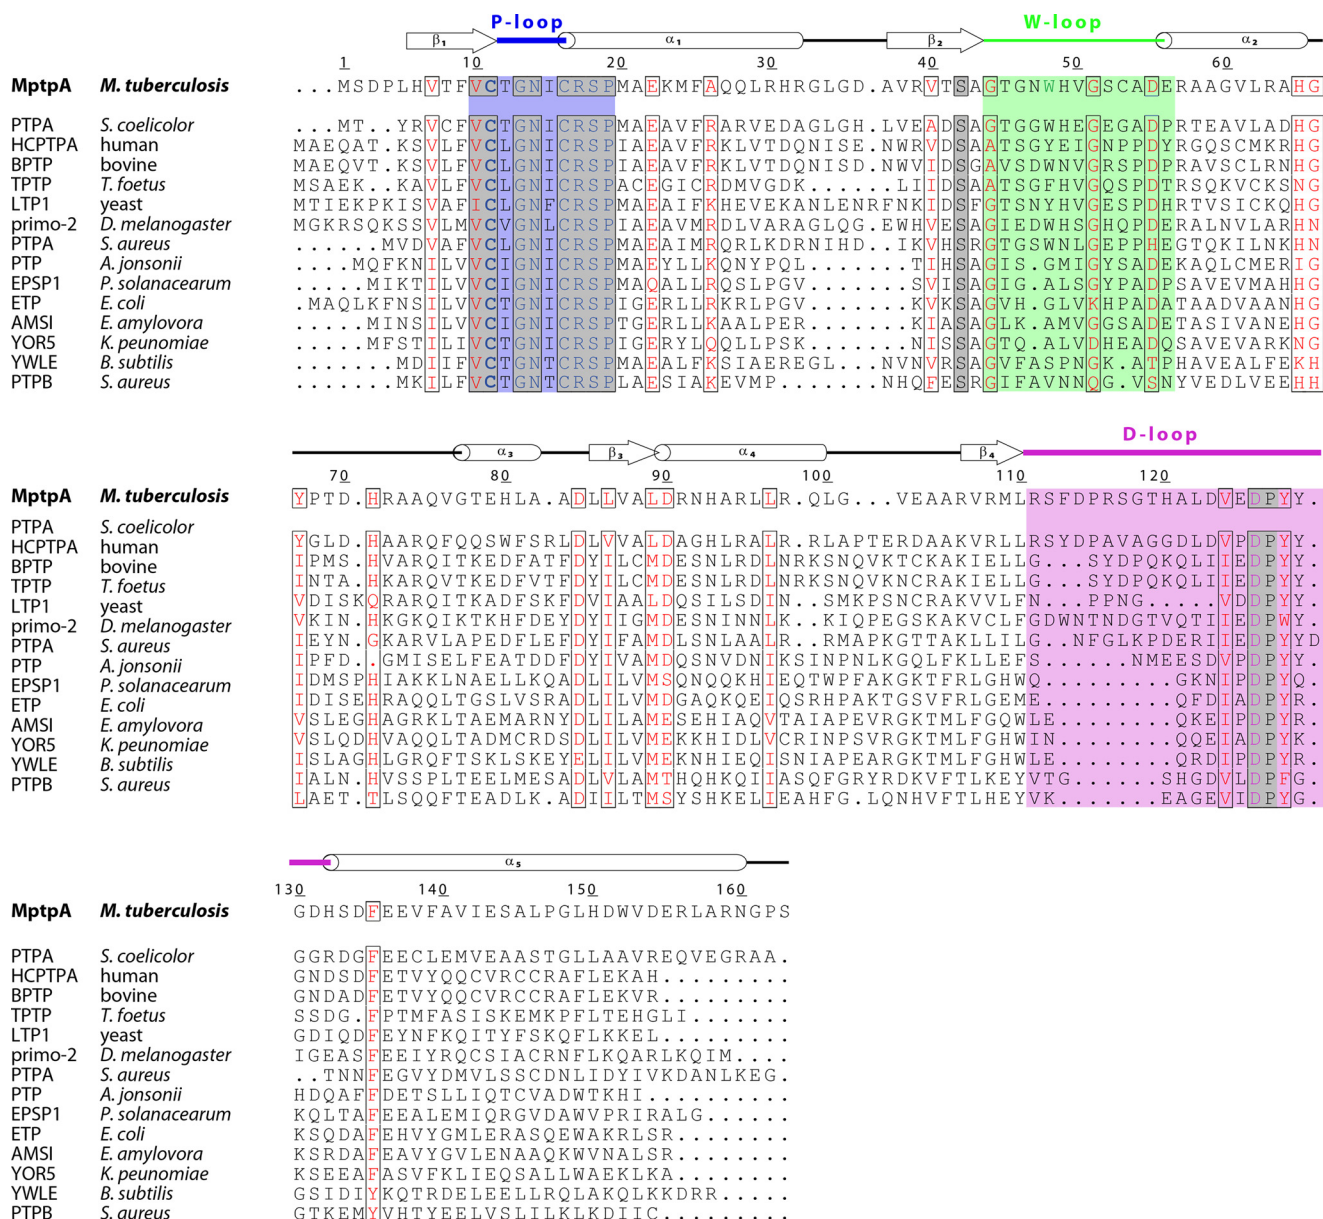 P-loop W-loop
β1 α1 β2 α2
1 10 20 30 40 50 60
MptpA M. tuberculosis ...MSDPLHVTFVCTGNICRSPMAEKMFAQQLRHRGLGD.AVRVTSAGTGNWHVGSCADERAAGVLRAHG
PTPA S. coelicolor ...MT..YRVCFVCTGNICRSPMAEAVFRARVEDAGLGH.LVEADSAGTGGWHEGEGADPRTEAVLADHG
HCPTPA human MAEQAT.KSVLFVCLGNICRSPIAEAVFRKLVTDQNISE.NWRVDSAATSGYEIGNPPDYRGQSCMKRHG
BPTP bovine MAEQVT.KSVLFVCLGNICRSPIAEAVFRKLVTDQNISD.NWVIDSGAVSDWNVGRSPDPRAVSCLRNHG
TPTP T. foetus MSAEK..KAVLFVCLGNICRSPACEGICRDMVGDK......LIIDSAATSGFHVGQSPDTRSQKVCKSNG
LTP1 yeast MTIEKPKISVAFICLGNFCRSPMAEAIFKHEVEKANLENRFNKIDSFGTSNYHVGESPDHRTVSICKQHG
primo-2 D. melanogaster MGKRSQKSSVLMVCVGNLCRSPIAEAVMRDLVARAGLQG.EWHVESAGIEDWHSGHQPDERALNVLARHN
PTPA S. aureus .....MVDVAFVCLGNICRSPMAEAIMRQRLKDRNIHD..IKVHSRGTGSWNLGEPPHEGTQKILNKHN
PTP A. jonsonii ....MQFKNILVVCIGNICRSPMAEYLLKQNYPQL.......TIHSAGIS.GMIGYSADEKAQLCMERIG
EPSP1 P. solanacearum .....MIKTILVVCIGNICRSPMAQALLRQSLPGV.......SVISAGIG.ALSGYPADPSAVEVMAHHG
ETP E. coli .MAQLKFNSILVVCTGNICRSPIGERLLRKRLPGV.......KVKSAGVH.GLVKHPADATAADVAANHG
AMSI E. amylovora .....MINSILVVCIGNICRSPTGERLLKAALPER.......KIASAGLK.AMVGGSADETASIVANEHG
YOR5 K. peunomiae ....MFSTILIVCTGNICRSPIGERYLQQLLPSK.......NISSAGTQ.ALVDHEADQSAVEVARKNG
YWLE B. subtilis ......MDIIFVCTGNTCRSPMAEALFKSIAEREGL...NVNVRSAGVFASPNGK.ATPHAVEALFEKHH
PTPB S. aureus ......MKILFVCTGNTCRSPLAESIAKEVMP.......NHQFESRGIFAVNNQG.VSNYVEDLVEEHH
α3 β3 α4 β4 D-loop
70 80 90 100 111 120
MptpA M. tuberculosis YPTD.HRAAQVGTEHLA.ADLLVALDRNHARLLR.QLG...VEAARVRMLRSFDPRSGTHALDVEDPYY.
PTPA S. coelicolor YGLD.HAARQFQQSWFSRLDLVVALDAGHLRALR.RLAPTERDAAKVRLLRSYDPAVAGGDLDVPDPYY.
HCPTPA human IPMS.HVARQITKEDFATFDYILCMDESNLRDLNRKSNQVKTCKAKIELLG...SYDPQKQLIIEDPYY.
BPTP bovine INTA.HKARQVTKEDFVTFDYILCMDESNLRDLNRKSNQVKNCRAKIELLG...SYDPQKQLIIEDPYY.
TPTP T. foetus VDISKQRARQITKADFSKFDVIAALDQSILSDIN..SMKPSNCRAKVVLFN...PPNG.....VDDPYY.
LTP1 yeast VKIN.HKGKQIKTKHFDEYDYIIGMDESNINNLK..KIQPEGSKAKVCLFGDWNTNDGTVQTIIEDPWY.
primo-2 D. melanogaster IEYN.GKARVLAPEDFLEFDYIFAMDLSNLAALR..RMAPKGTTAKLLILG..NFGLKPDERIIEDPYYD
PTPA S. aureus IPFD..GMISELFEATDDFDYIVAMDQSNVDNIKSINPNLKGQLFKLLEFS......NMEESDVPDPYY.
PTP A. jonsonii IDMSPHIAKKLNAELLKQADLILVMSQNQQKHIEQTWPFAKGKTFRLGHWQ.........GKNIPDPYQ.
EPSP1 P. solanacearum IDISEHRAQQLTGSLVSRADLILVMDGAQKQEIQSRHPAKTGSVFRLGEME.........QFDIADPYR.
ETP E. coli VSLEGHAGRKLTAEMARNYDLILAMESEHIAQVTAIAPEVRGKTMLFGQWLE........QKEIPDPYR.
AMSI E. amylovora VSLQDHVAQQLTADMCRDSDLILVMEKKHIDLVCRINPSVRGKTMLFGHWIN........QQEIADPYK.
YOR5 K. peunomiae ISLAGHLGRQFTSKLSKEYELILVMEKNHIEQISNIAPEARGKTMLFGHWLE........QRDIPDPYR.
YWLE B. subtilis IALN.HVSSPLTEELMESADLVLAMTHQHKQIIASQFGRYRDKVFTLKEYVTG......SHGDVLDPFG.
PTPB S. aureus LAET.TLSQQFTEADLK.ADIILTMSYSHKELIEAHFG.LQNHVFTLHEYVK.......EAGEVIDPYG.
α5
130 140 150 160
MptpA M. tuberculosis GDHSDFEEVFAVIESALPGLHDWVDERLARNGPS
PTPA S. coelicolor GGRDGFEECLEMVEAASTGLLAAVREQVEGRAA.
HCPTPA human GNDSDFETVYQQCVRCCRAFLEKAH.........
BPTP bovine GNDADFETVYQQCVRCCRAFLEKVR.........
TPTP T. foetus SSDG.FPTMFASISKEMKPFLTEHGLI.......
LTP1 yeast GDIQDFEYNFKQITYFSKQFLKKEL.........
primo-2 D. melanogaster IGEASFEEIYRQCSIACRNFLKQARLKQIM....
PTPA S. aureus ..TNNFEGVYDMVLSSCDNLIDYIVKDANLKEG.
PTP A. jonsonii HDQAFFDETSLLIQTCVADWTKHI..........
EPSP1 P. solanacearum KQLTAFEEALEMIQRGVDAWVPRIRALG......
ETP E. coli KSQDAFEHVYGMLERASQEWAKRLSR........
AMSI E. amylovora KSRDAFEAVYGVLENAAQKWVNALSR........
YOR5 K. peunomiae KSEEAFASVFKLIEQSALLWAEKLKA........
YWLE B. subtilis GSIDIYKQTRDELEELLRQLAKQLKKDRR.....
PTPB S. aureus GTKEMYVHTYEELVSLILKLKDIIC.........